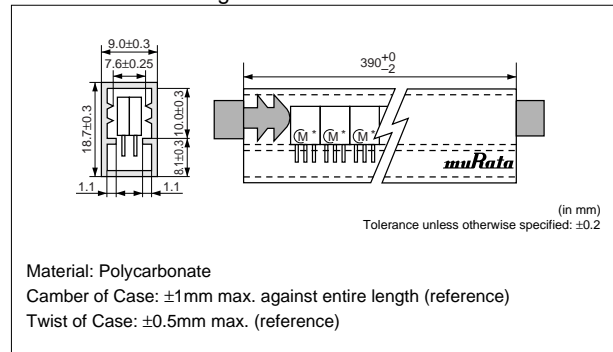 9.0±0.3
7.6±0.25
18.7±0.3
10.0±0.3
8.1±0.3
1.1
1.1
390+0
−2
M * M * M *
muRata
(in mm)
Tolerance unless otherwise specified: ±0.2
Material: Polycarbonate
Camber of Case: ±1mm max. against entire length (reference)
Twist of Case: ±0.5mm max. (reference)